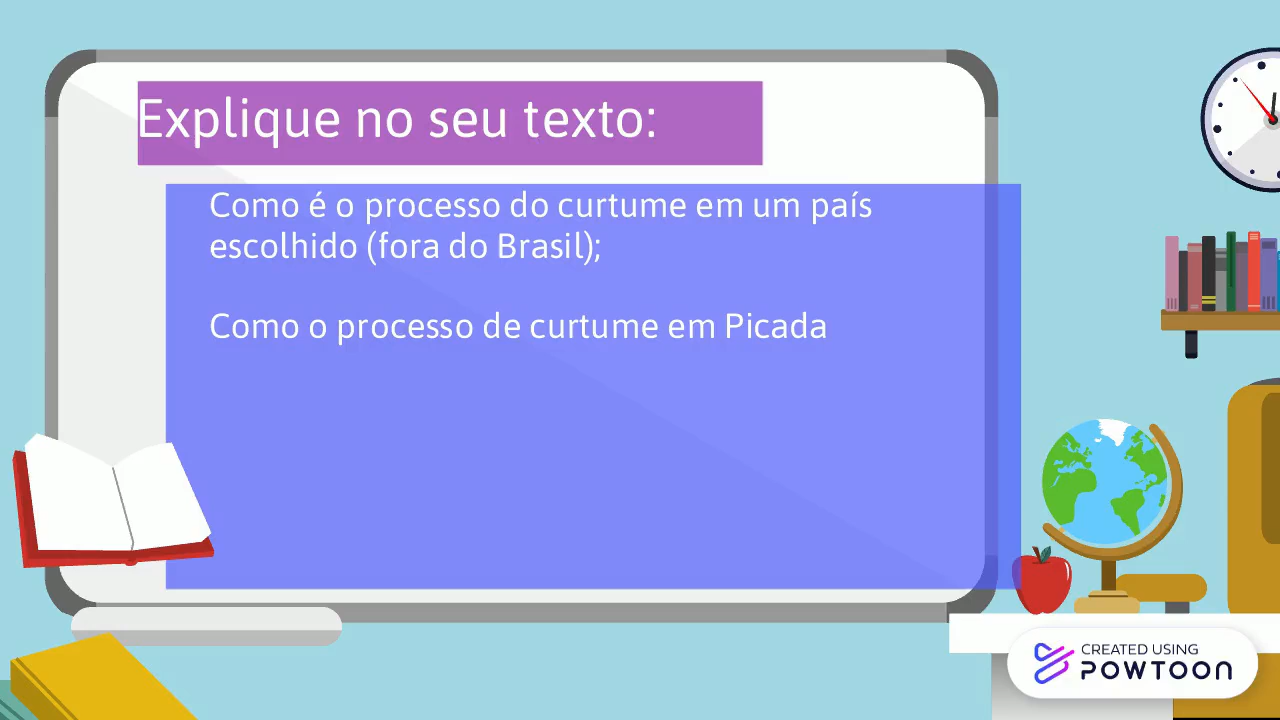 Explique no seu texto:
Como é o processo do curtume em um país
escolhido (fora do Brasil);
Como o processo de curtume em Picada
CREATED USING
POWTOON